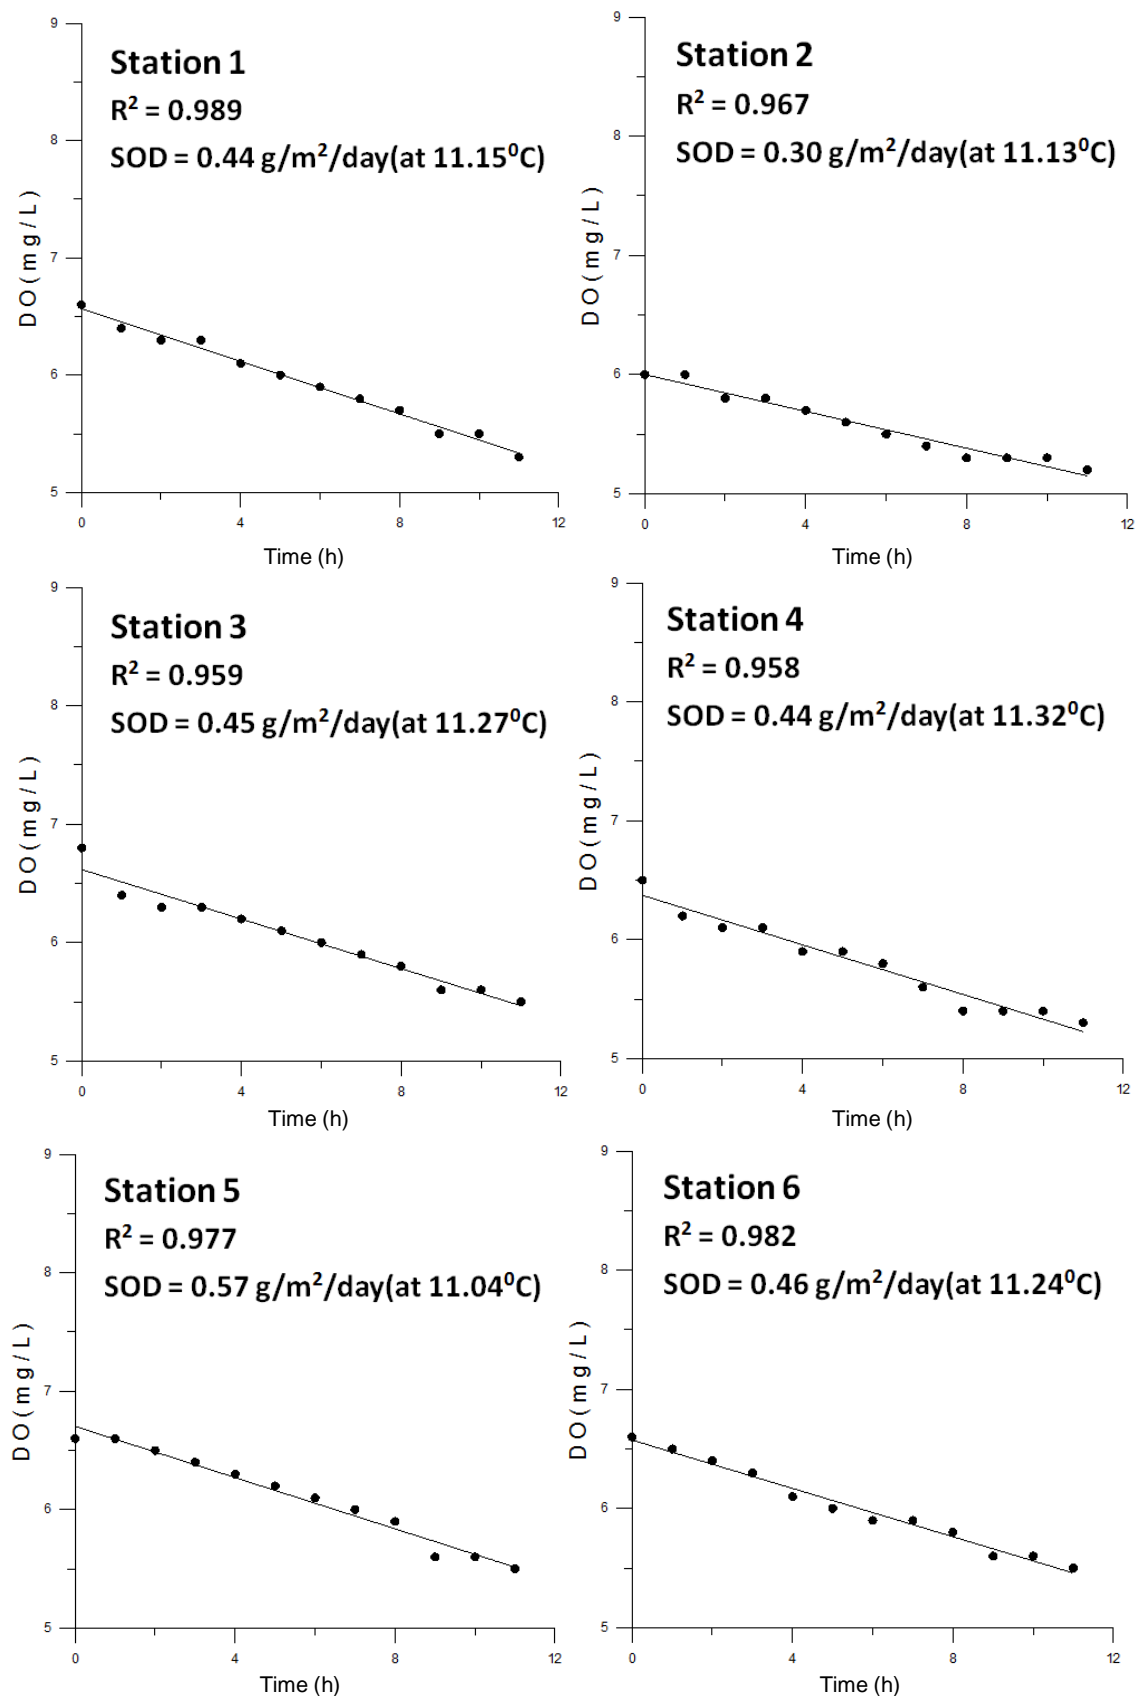 Station 1
R² = 0.989
SOD = 0.44 g/m²/day(at 11.15⁰C)
9
8
7
6
5
DO(mg/L)
0 4 8 12
Time (h)
Station 2
R² = 0.967
SOD = 0.30 g/m²/day(at 11.13⁰C)
9
8
7
6
5
DO(mg/L)
0 4 8 12
Time (h)
Station 3
R² = 0.959
SOD = 0.45 g/m²/day(at 11.27⁰C)
9
8
7
6
5
DO(mg/L)
0 4 8 12
Time (h)
Station 4
R² = 0.958
SOD = 0.44 g/m²/day(at 11.32⁰C)
9
8
7
6
5
DO(mg/L)
0 4 8 12
Time (h)
Station 5
R² = 0.977
SOD = 0.57 g/m²/day(at 11.04⁰C)
9
8
7
6
5
DO(mg/L)
0 4 8 12
Time (h)
Station 6
R² = 0.982
SOD = 0.46 g/m²/day(at 11.24⁰C)
9
8
7
6
5
DO(mg/L)
0 4 8 12
Time (h)